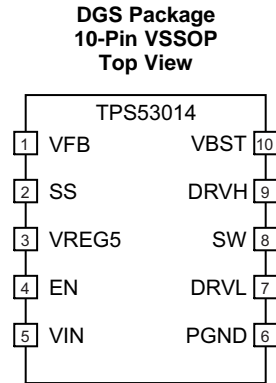 DGS Package
10-Pin VSSOP
Top View
TPS53014
1 VFB VBST 10
2 SS DRVH 9
3 VREG5 SW 8
4 EN DRVL 7
5 VIN PGND 6